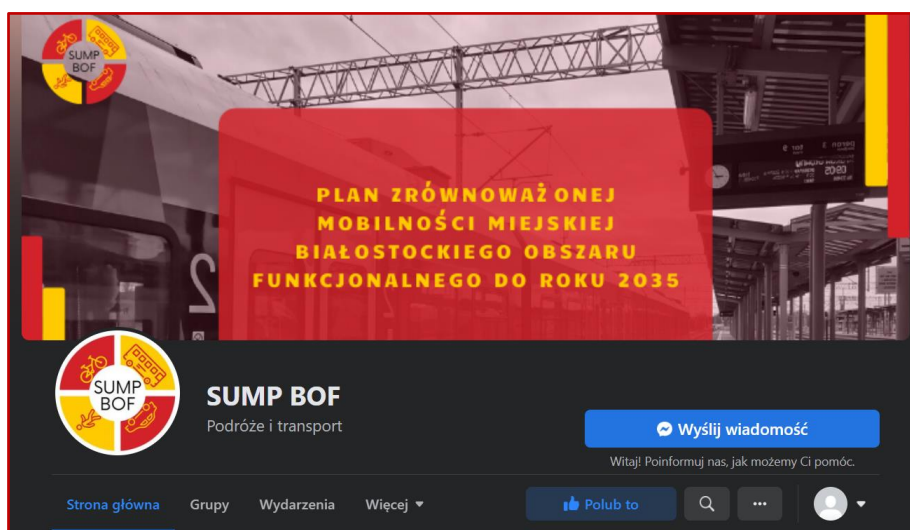 SUMP
BOF
PLAN ZRÓWNOWAŻONEJ
MOBILNOŚCI MIEJSKIEJ
BIAŁOSTOCKIEGO OBSZARU
FUNKCJONALNEGO DO ROKU 2035
2
SUMP
BOF
SUMP BOF
Podróże i transport
Wyślij wiadomość
Witaj! Poinformuj nas, jak możemy Ci pomóc.
Strona główna Grupy Wydarzenia Więcej
Polub to